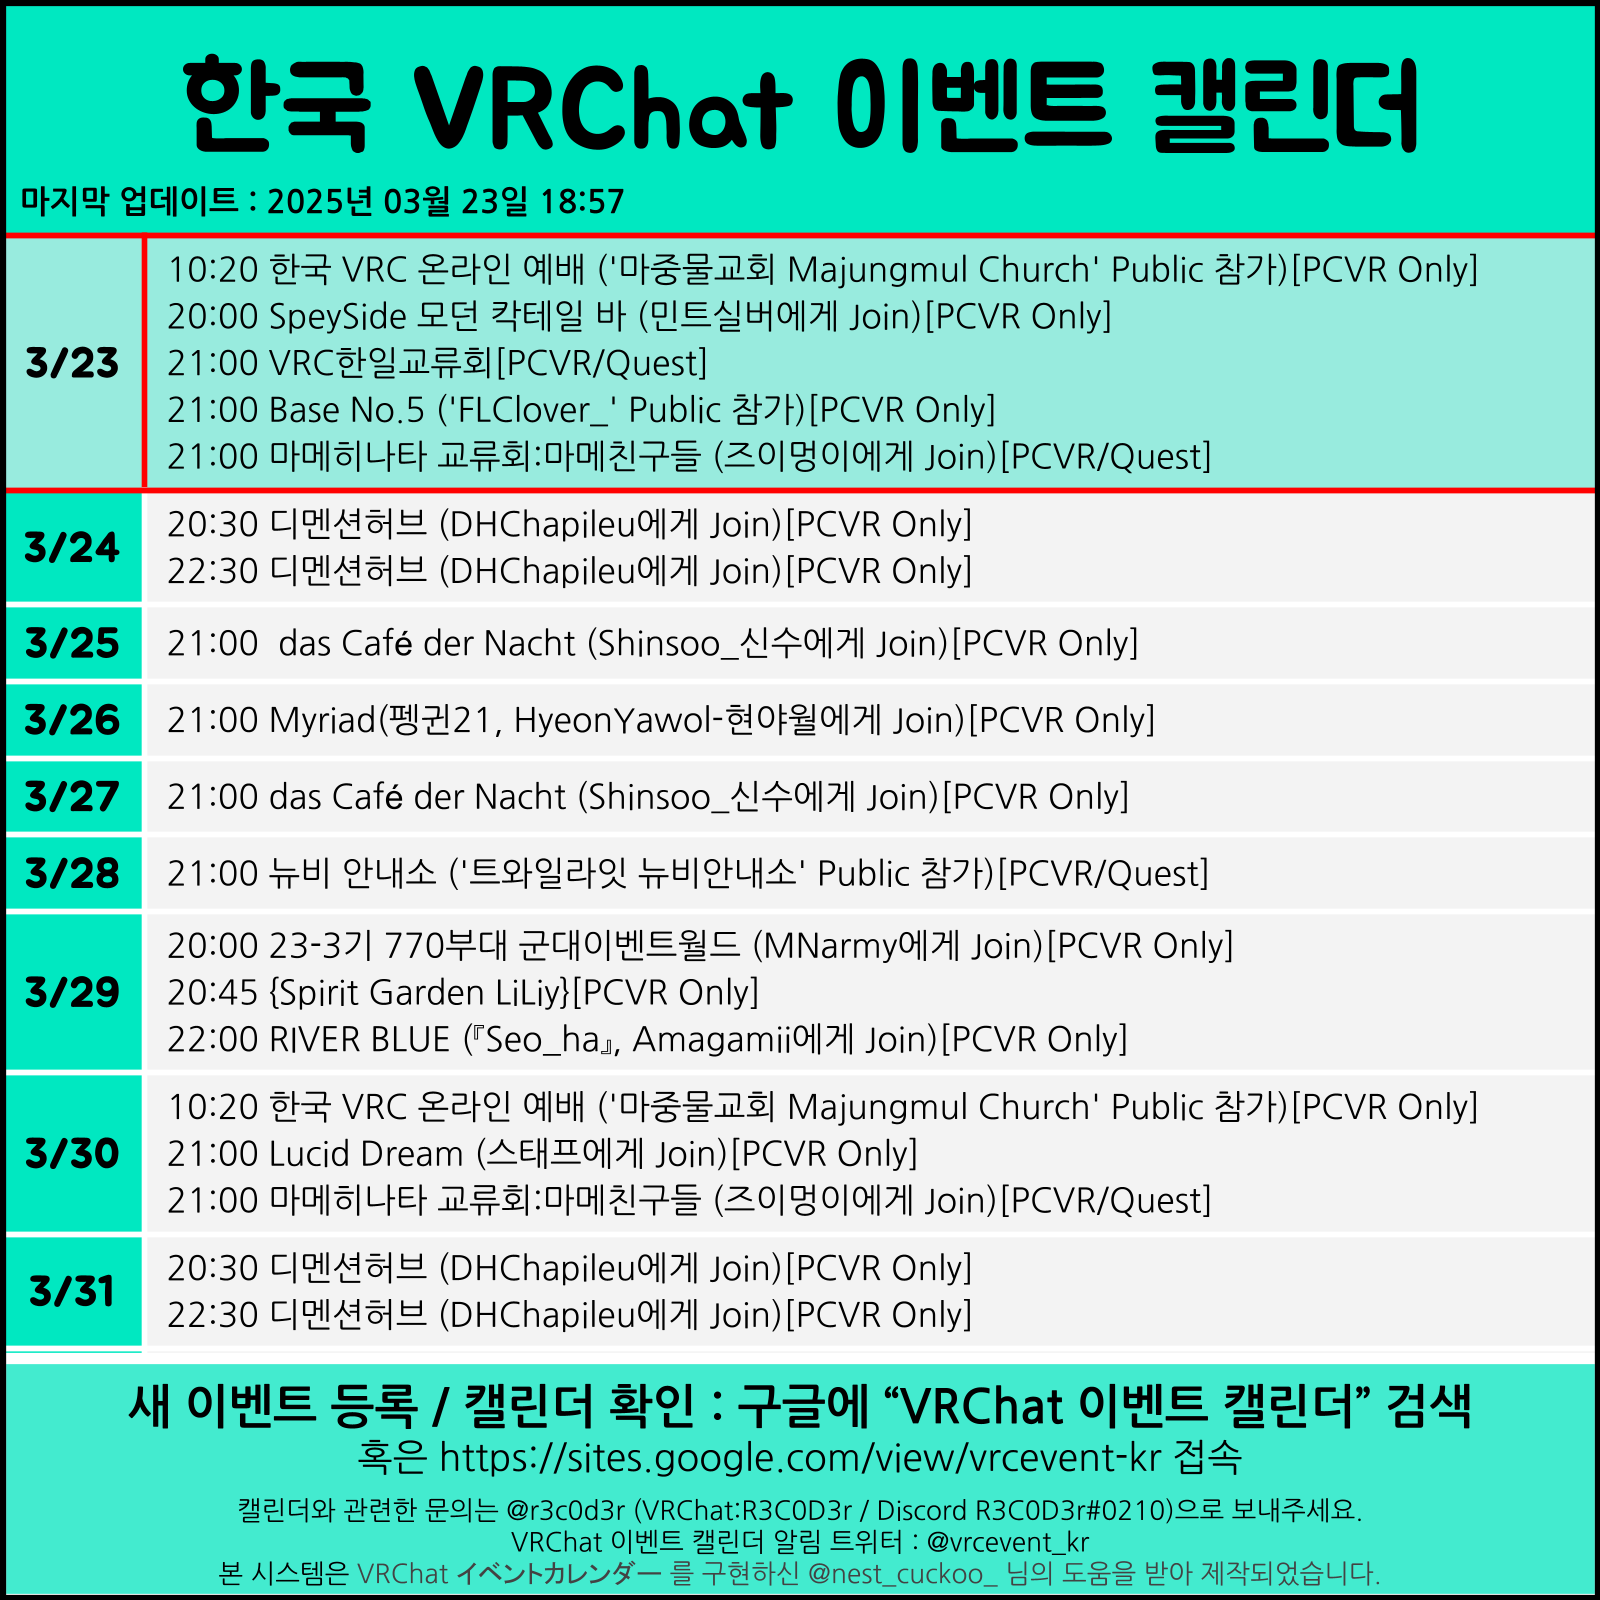 한국 VRChat 이벤트 캘린더
마지막 업데이트 : 2025년 03월 23일 18:57
3/23
10:20 한국 VRC 온라인 예배 ('마중물교회 Majungmul Church' Public 참가)[PCVR Only]
20:00 SpeySide 모던 칵테일 바 (민트실버에게 Join)[PCVR Only]
21:00 VRC한일교류회[PCVR/Quest]
21:00 Base No.5 ('FLClover_' Public 참가)[PCVR Only]
21:00 마메히나타 교류회:마메친구들 (즈이멍이에게 Join)[PCVR/Quest]
3/24
20:30 디멘션허브 (DHChapileu에게 Join)[PCVR Only]
22:30 디멘션허브 (DHChapileu에게 Join)[PCVR Only]
3/25
21:00  das Café der Nacht (Shinsoo_신수에게 Join)[PCVR Only]
3/26
21:00 Myriad(펭귄21, HyeonYawol-현야월에게 Join)[PCVR Only]
3/27
21:00 das Café der Nacht (Shinsoo_신수에게 Join)[PCVR Only]
3/28
21:00 뉴비 안내소 ('트와일라잇 뉴비안내소' Public 참가)[PCVR/Quest]
3/29
20:00 23-3기 770부대 군대이벤트월드 (MNarmy에게 Join)[PCVR Only]
20:45 {Spirit Garden LiLiy}[PCVR Only]
22:00 RIVER BLUE (『Seo_ha』, Amagamii에게 Join)[PCVR Only]
3/30
10:20 한국 VRC 온라인 예배 ('마중물교회 Majungmul Church' Public 참가)[PCVR Only]
21:00 Lucid Dream (스태프에게 Join)[PCVR Only]
21:00 마메히나타 교류회:마메친구들 (즈이멍이에게 Join)[PCVR/Quest]
3/31
20:30 디멘션허브 (DHChapileu에게 Join)[PCVR Only]
22:30 디멘션허브 (DHChapileu에게 Join)[PCVR Only]
새 이벤트 등록 / 캘린더 확인 : 구글에 “VRChat 이벤트 캘린더” 검색
혹은 https://sites.google.com/view/vrcevent-kr 접속
캘린더와 관련한 문의는 @r3c0d3r (VRChat:R3C0D3r / Discord R3C0D3r#0210)으로 보내주세요.
VRChat 이벤트 캘린더 알림 트위터 : @vrcevent_kr
본 시스템은 VRChat イベントカレンダー 를 구현하신 @nest_cuckoo_ 님의 도움을 받아 제작되었습니다.